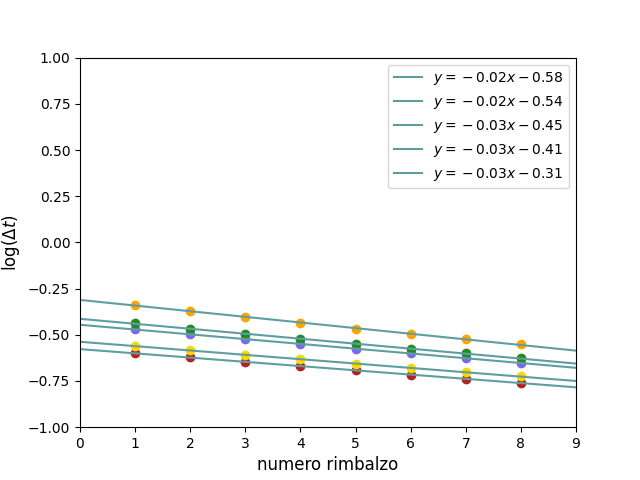 1.00
0.75
0.50
0.25
0.00
−0.25
−0.50
−0.75
−1.00
log(Δt)
y = −0.02x − 0.58
y = −0.02x − 0.54
y = −0.03x − 0.45
y = −0.03x − 0.41
y = −0.03x − 0.31
0 1 2 3 4 5 6 7 8 9
numero rimbalzo